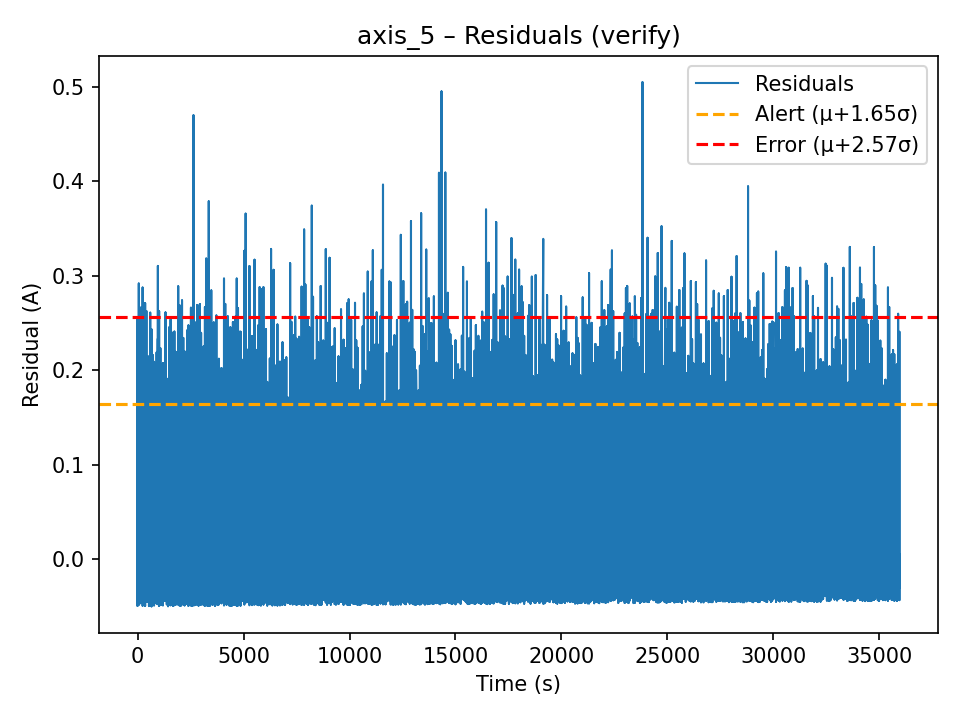 axis_5 – Residuals (verify)
Residuals
Alert (μ+1.65σ)
Error (μ+2.57σ)
Residual (A)
0.5
0.4
0.3
0.2
0.1
0.0
0 5000 10000 15000 20000 25000 30000 35000
Time (s)